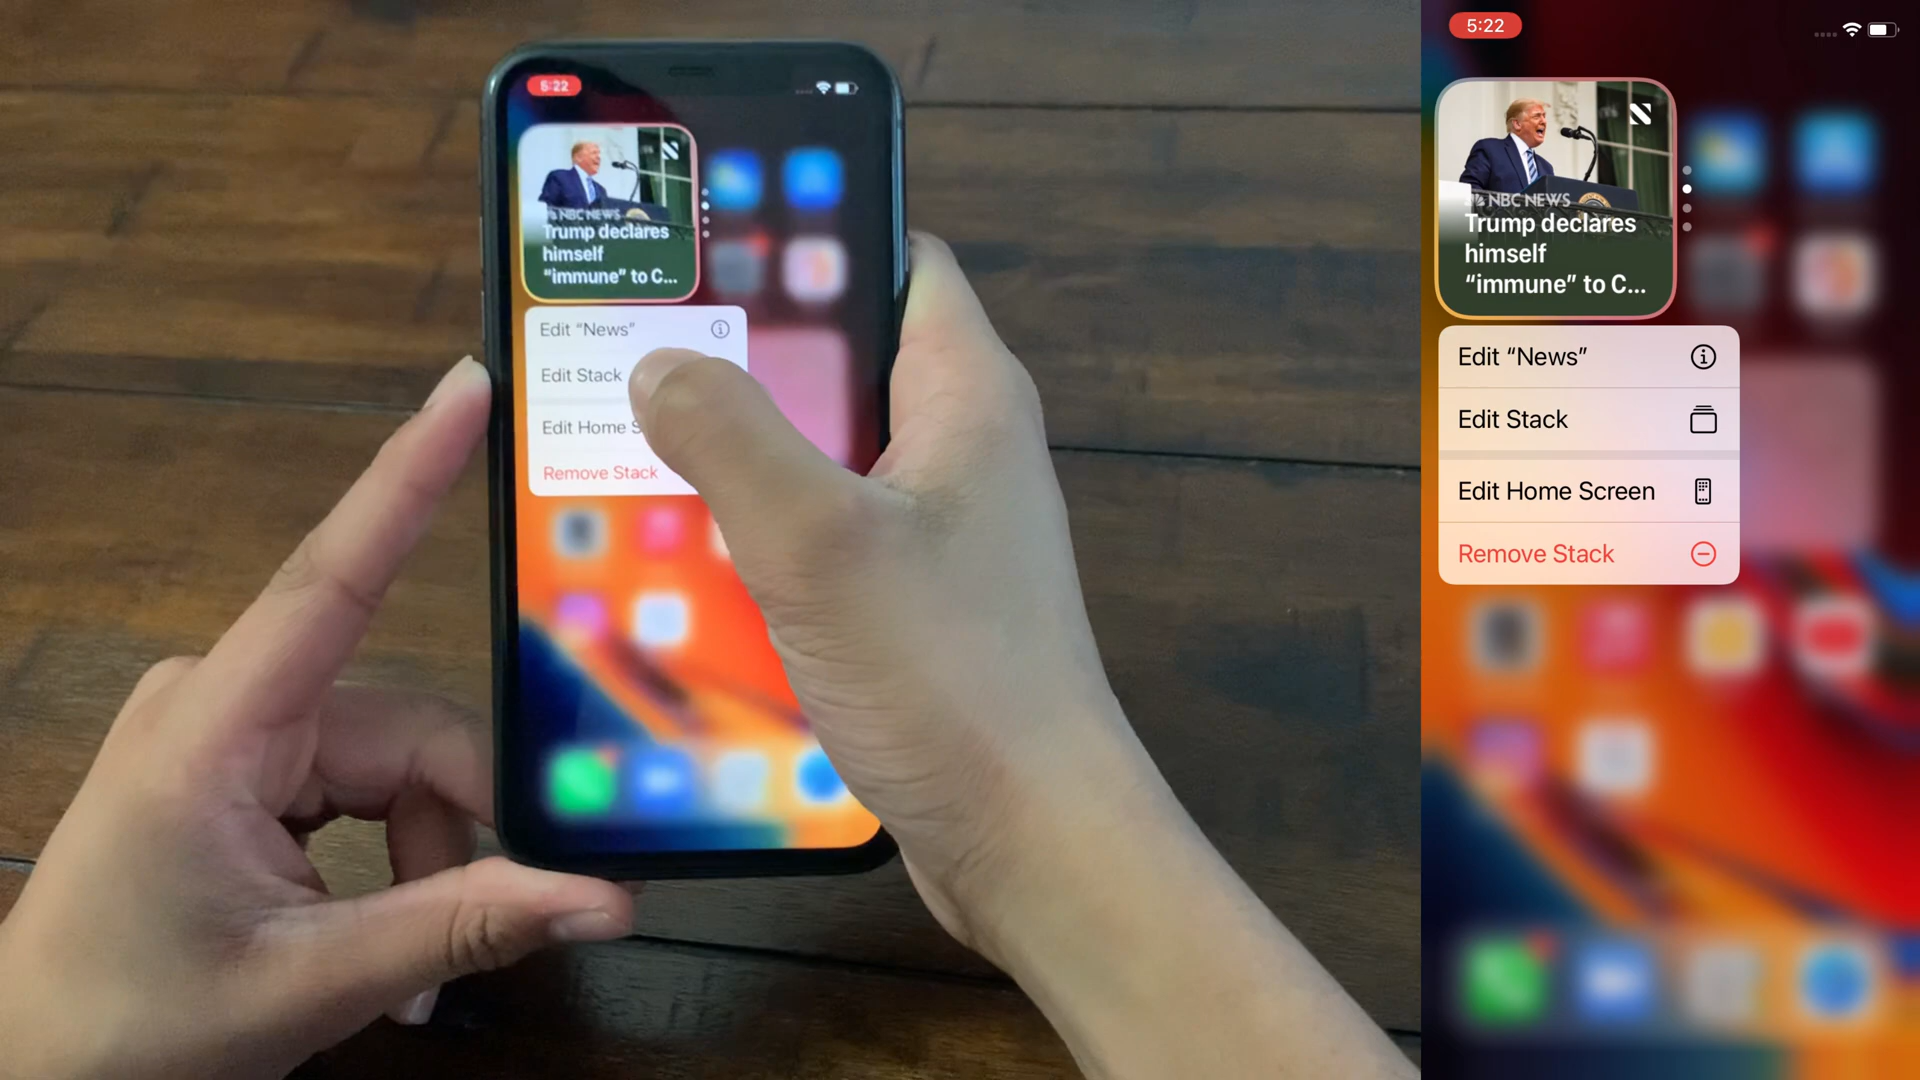 5:22
NBC NEWS
Trump declares
himself
“immune” to C...
Edit “News”
Edit Stack
Edit Home S
Remove Stack
5:22
NBC NEWS
Trump declares
himself
“immune” to C...
Edit “News”
Edit Stack
Edit Home Screen
Remove Stack